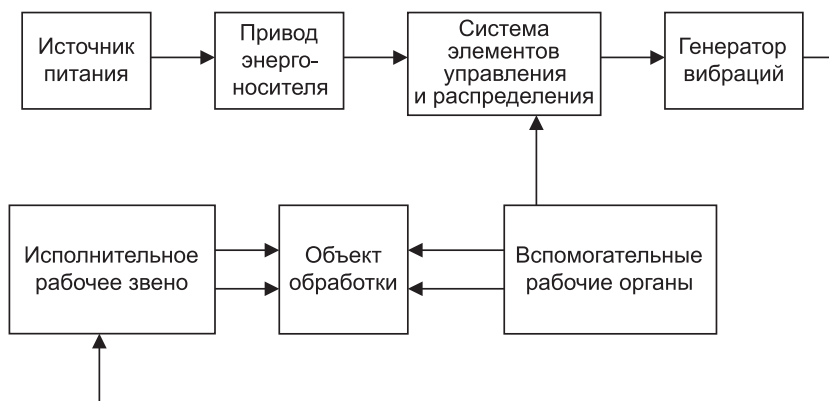 Источник
питания
Привод
энерго-
носителя
Система
элементов
управления
и распределения
Генератор
вибраций
Исполнительное
рабочее звено
Объект
обработки
Вспомогательные
рабочие органы